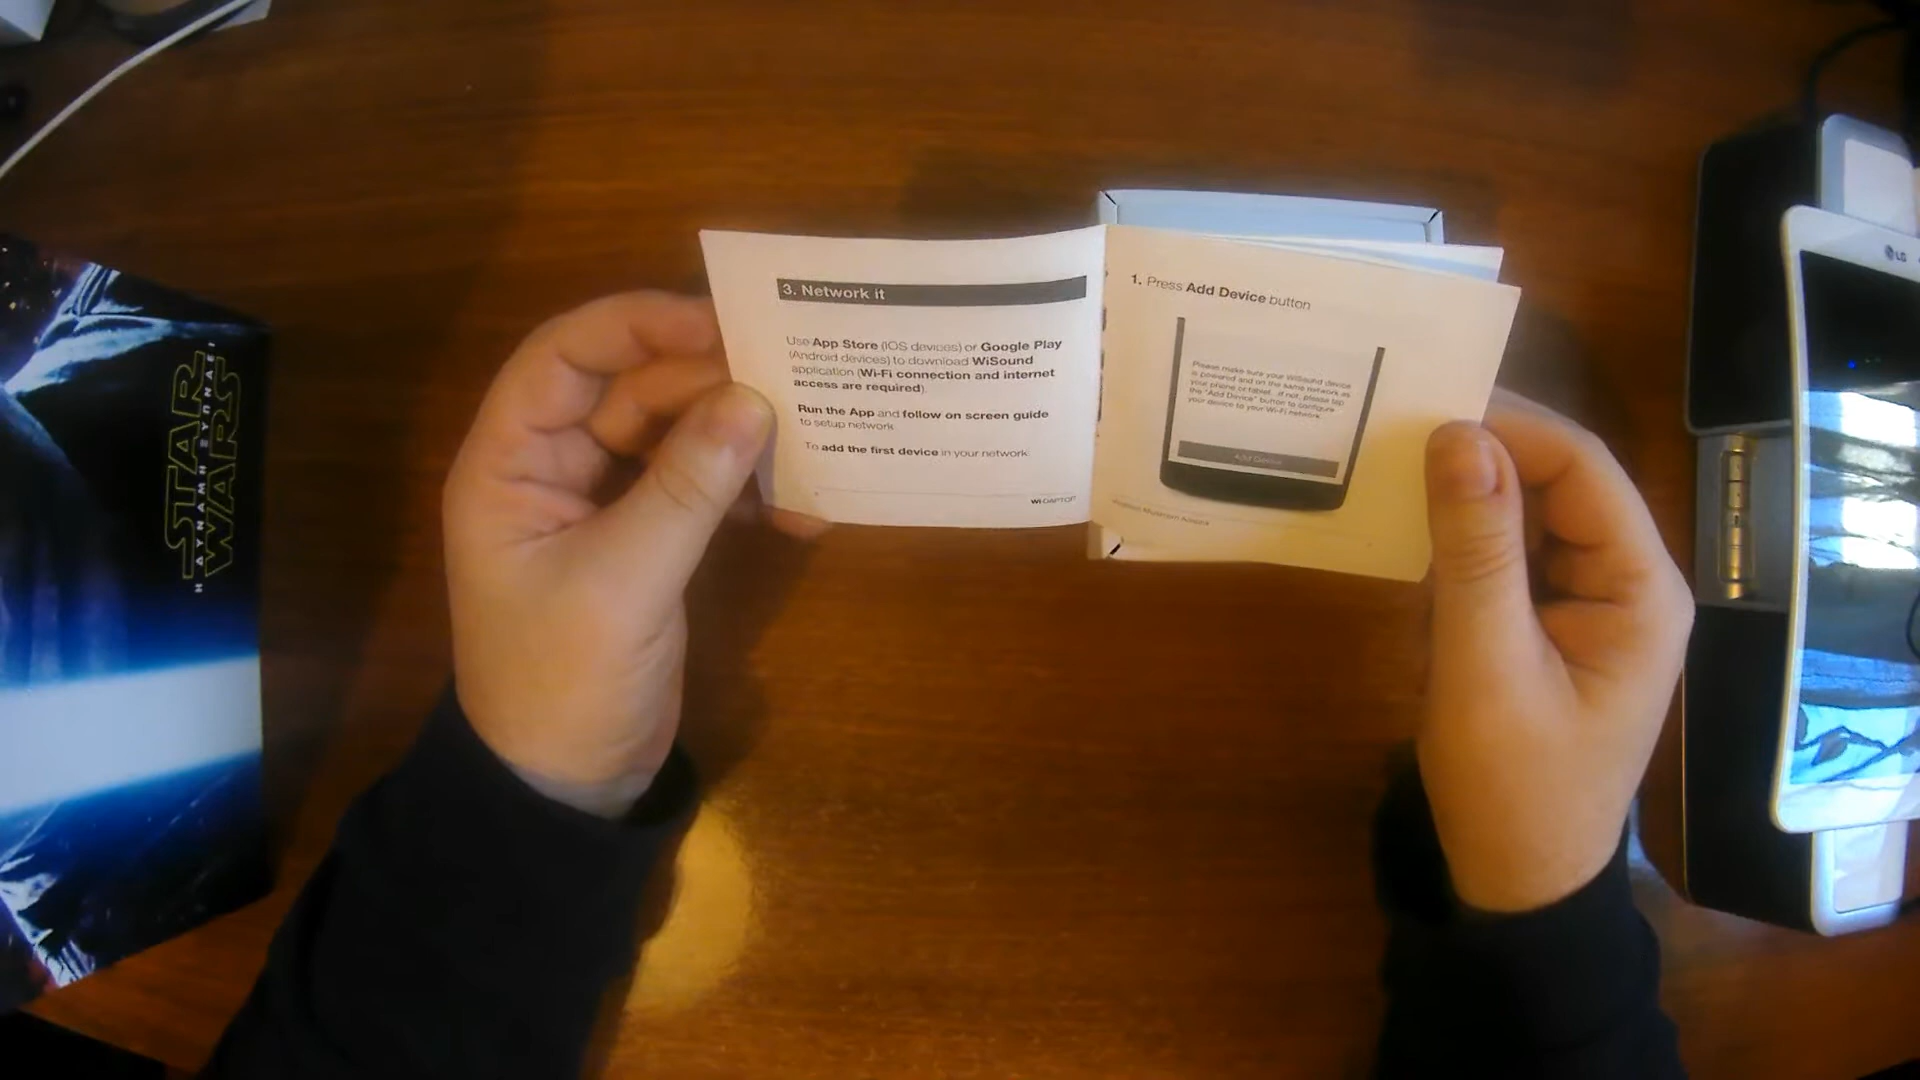 3. Network it
Use App Store (IOS devices) or Google Play
(Android devices) to download WiSound
application (Wi-Fi connection and internet
access are required).
Run the App and follow on screen guide
to setup network.
To add the first device in your network:
WI DAPTOR
1. Press Add Device button
Please make sure your WiSound device
is powered and on the same network as
your phone or tablet. If not, please tap
the "Add Device" button to configure
your device to your Wi-Fi network.
Add Device
STAR
Η ΔΥΝΑΜΗ ΞΥΠΝΑΕΙ
WARS
LG